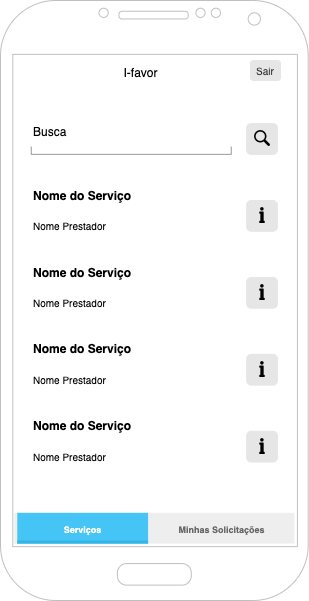 I-favor
Sair
Busca
Nome do Serviço
Nome Prestador
Nome do Serviço
Nome Prestador
Nome do Serviço
Nome Prestador
Nome do Serviço
Nome Prestador
Serviços
Minhas Solicitações